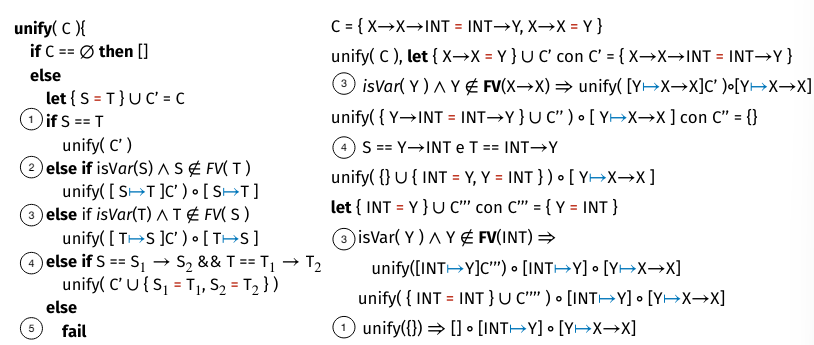 unify( C ){
if C == ∅ then []
else
let { S = T } ∪ C' = C
1 if S == T
unify( C' )
2 else if isVar(S) ∧ S ∉ FV( T )
unify( [ S↦T ]C' ) ∘ [ S↦T ]
3 else if isVar(T) ∧ T ∉ FV( S )
unify( [ T↦S ]C' ) ∘ [ T↦S ]
4 else if S == S₁ → S₂ && T == T₁ → T₂
unify( C' ∪ { S₁ = T₁, S₂ = T₂ } )
else
5 fail
C = { X→X→INT = INT→Y, X→X = Y }
unify( C ), let { X→X = Y } ∪ C' con C' = { X→X→INT = INT→Y }
3 isVar( Y ) ∧ Y ∉ FV(X→X) ⇒ unify( [Y↦X→X]C' )∘[Y↦X→X]
unify( { Y→INT = INT→Y } ∪ C'' ) ∘ [ Y↦X→X ] con C'' = {}
4 S == Y→INT e T == INT→Y
unify( {} ∪ { INT = Y, Y = INT } ) ∘ [ Y↦X→X ]
let { INT = Y } ∪ C''' con C''' = { Y = INT }
3 isVar( Y ) ∧ Y ∉ FV(INT) ⇒
unify([INT↦Y]C''') ∘ [INT↦Y] ∘ [Y↦X→X]
unify( { INT = INT } ∪ C'''' ) ∘ [INT↦Y] ∘ [Y↦X→X]
1 unify({}) ⇒ [] ∘ [INT↦Y] ∘ [Y↦X→X]